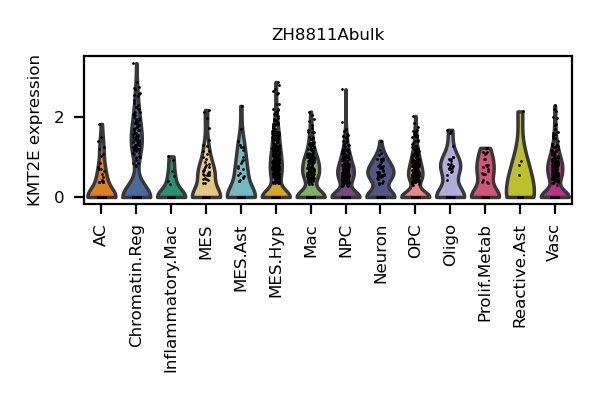 ZH8811Abulk
KMT2E expression
2
0
AC
Chromatin.Reg
Inflammatory.Mac
MES
MES.Ast
MES.Hyp
Mac
NPC
Neuron
OPC
Oligo
Prolif.Metab
Reactive.Ast
Vasc